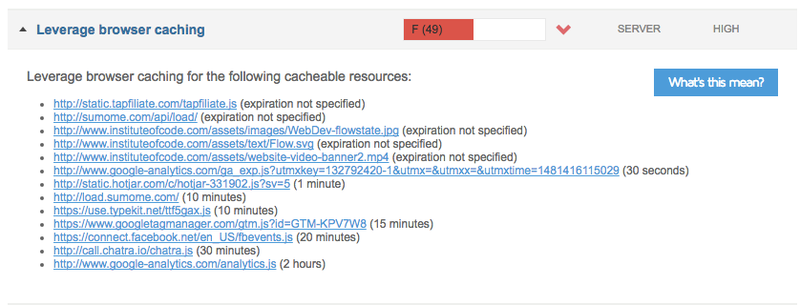 Leverage browser caching F (49) SERVER HIGH
Leverage browser caching for the following cacheable resources:
What's this mean?
http://static.tapfiliate.com/tapfiliate.js (expiration not specified)
http://sumome.com/api/load/ (expiration not specified)
http://www.instituteofcode.com/assets/images/WebDev-flowstate.jpg (expiration not specified)
http://www.instituteofcode.com/assets/text/Flow.svg (expiration not specified)
http://www.instituteofcode.com/assets/website-video-banner2.mp4 (expiration not specified)
http://www.google-analytics.com/ga_exp.js?utmxkey=132792420-1&utmx=&utmxx=&utmxtime=1481416115029 (30 seconds)
http://static.hotjar.com/c/hotjar-331902.js?sv=5 (1 minute)
http://load.sumome.com/ (10 minutes)
https://use.typekit.net/ttf5gax.js (10 minutes)
https://www.googletagmanager.com/gtm.js?id=GTM-KPV7W8 (15 minutes)
https://connect.facebook.net/en_US/fbevents.js (20 minutes)
http://call.chatra.io/chatra.js (30 minutes)
http://www.google-analytics.com/analytics.js (2 hours)